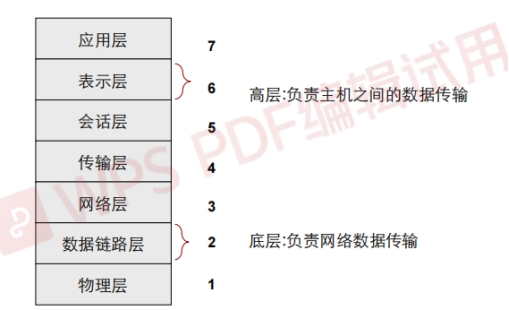 应用层 7
表示层 6
高层:负责主机之间的数据传输
会话层 5
传输层 4
网络层 3
数据链路层 2
底层:负责网络数据传输
物理层 1
WPS PDF编辑试用